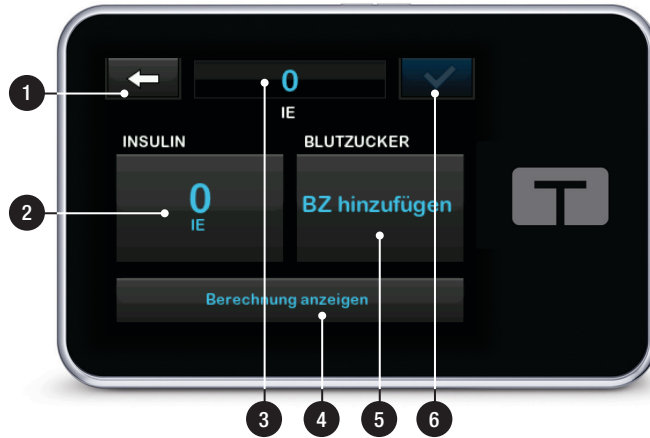 0
IE
INSULIN
BLUTZUCKER
0
IE
BZ hinzufügen
Berechnung anzeigen
1
2
3
4
5
6
T